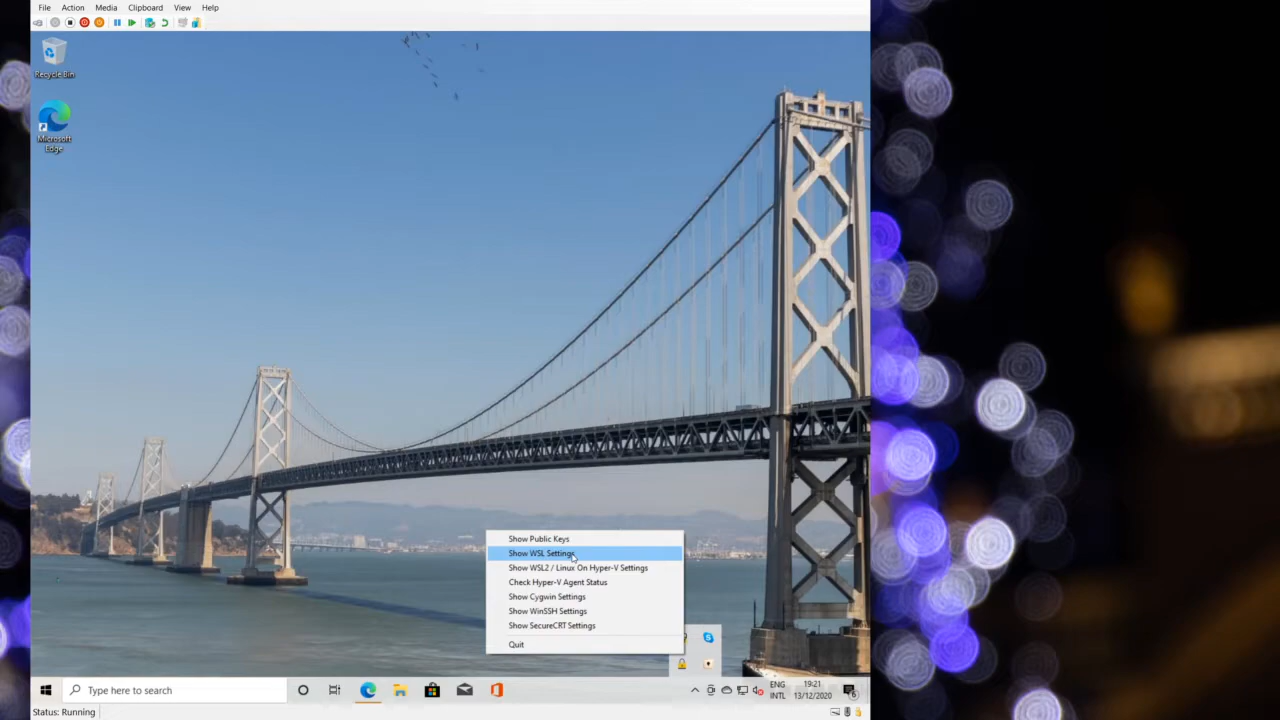 File Action Media Clipboard View Help
Recycle Bin
Microsoft
Edge
Show Public Keys
Show WSL Settings
Show WSL2 / Linux On Hyper-V Settings
Check Hyper-V Agent Status
Show Cygwin Settings
Show WinSSH Settings
Show SecureCRT Settings
Quit
Type here to search
ENG
INTL
19:21
13/12/2020
6
Status: Running